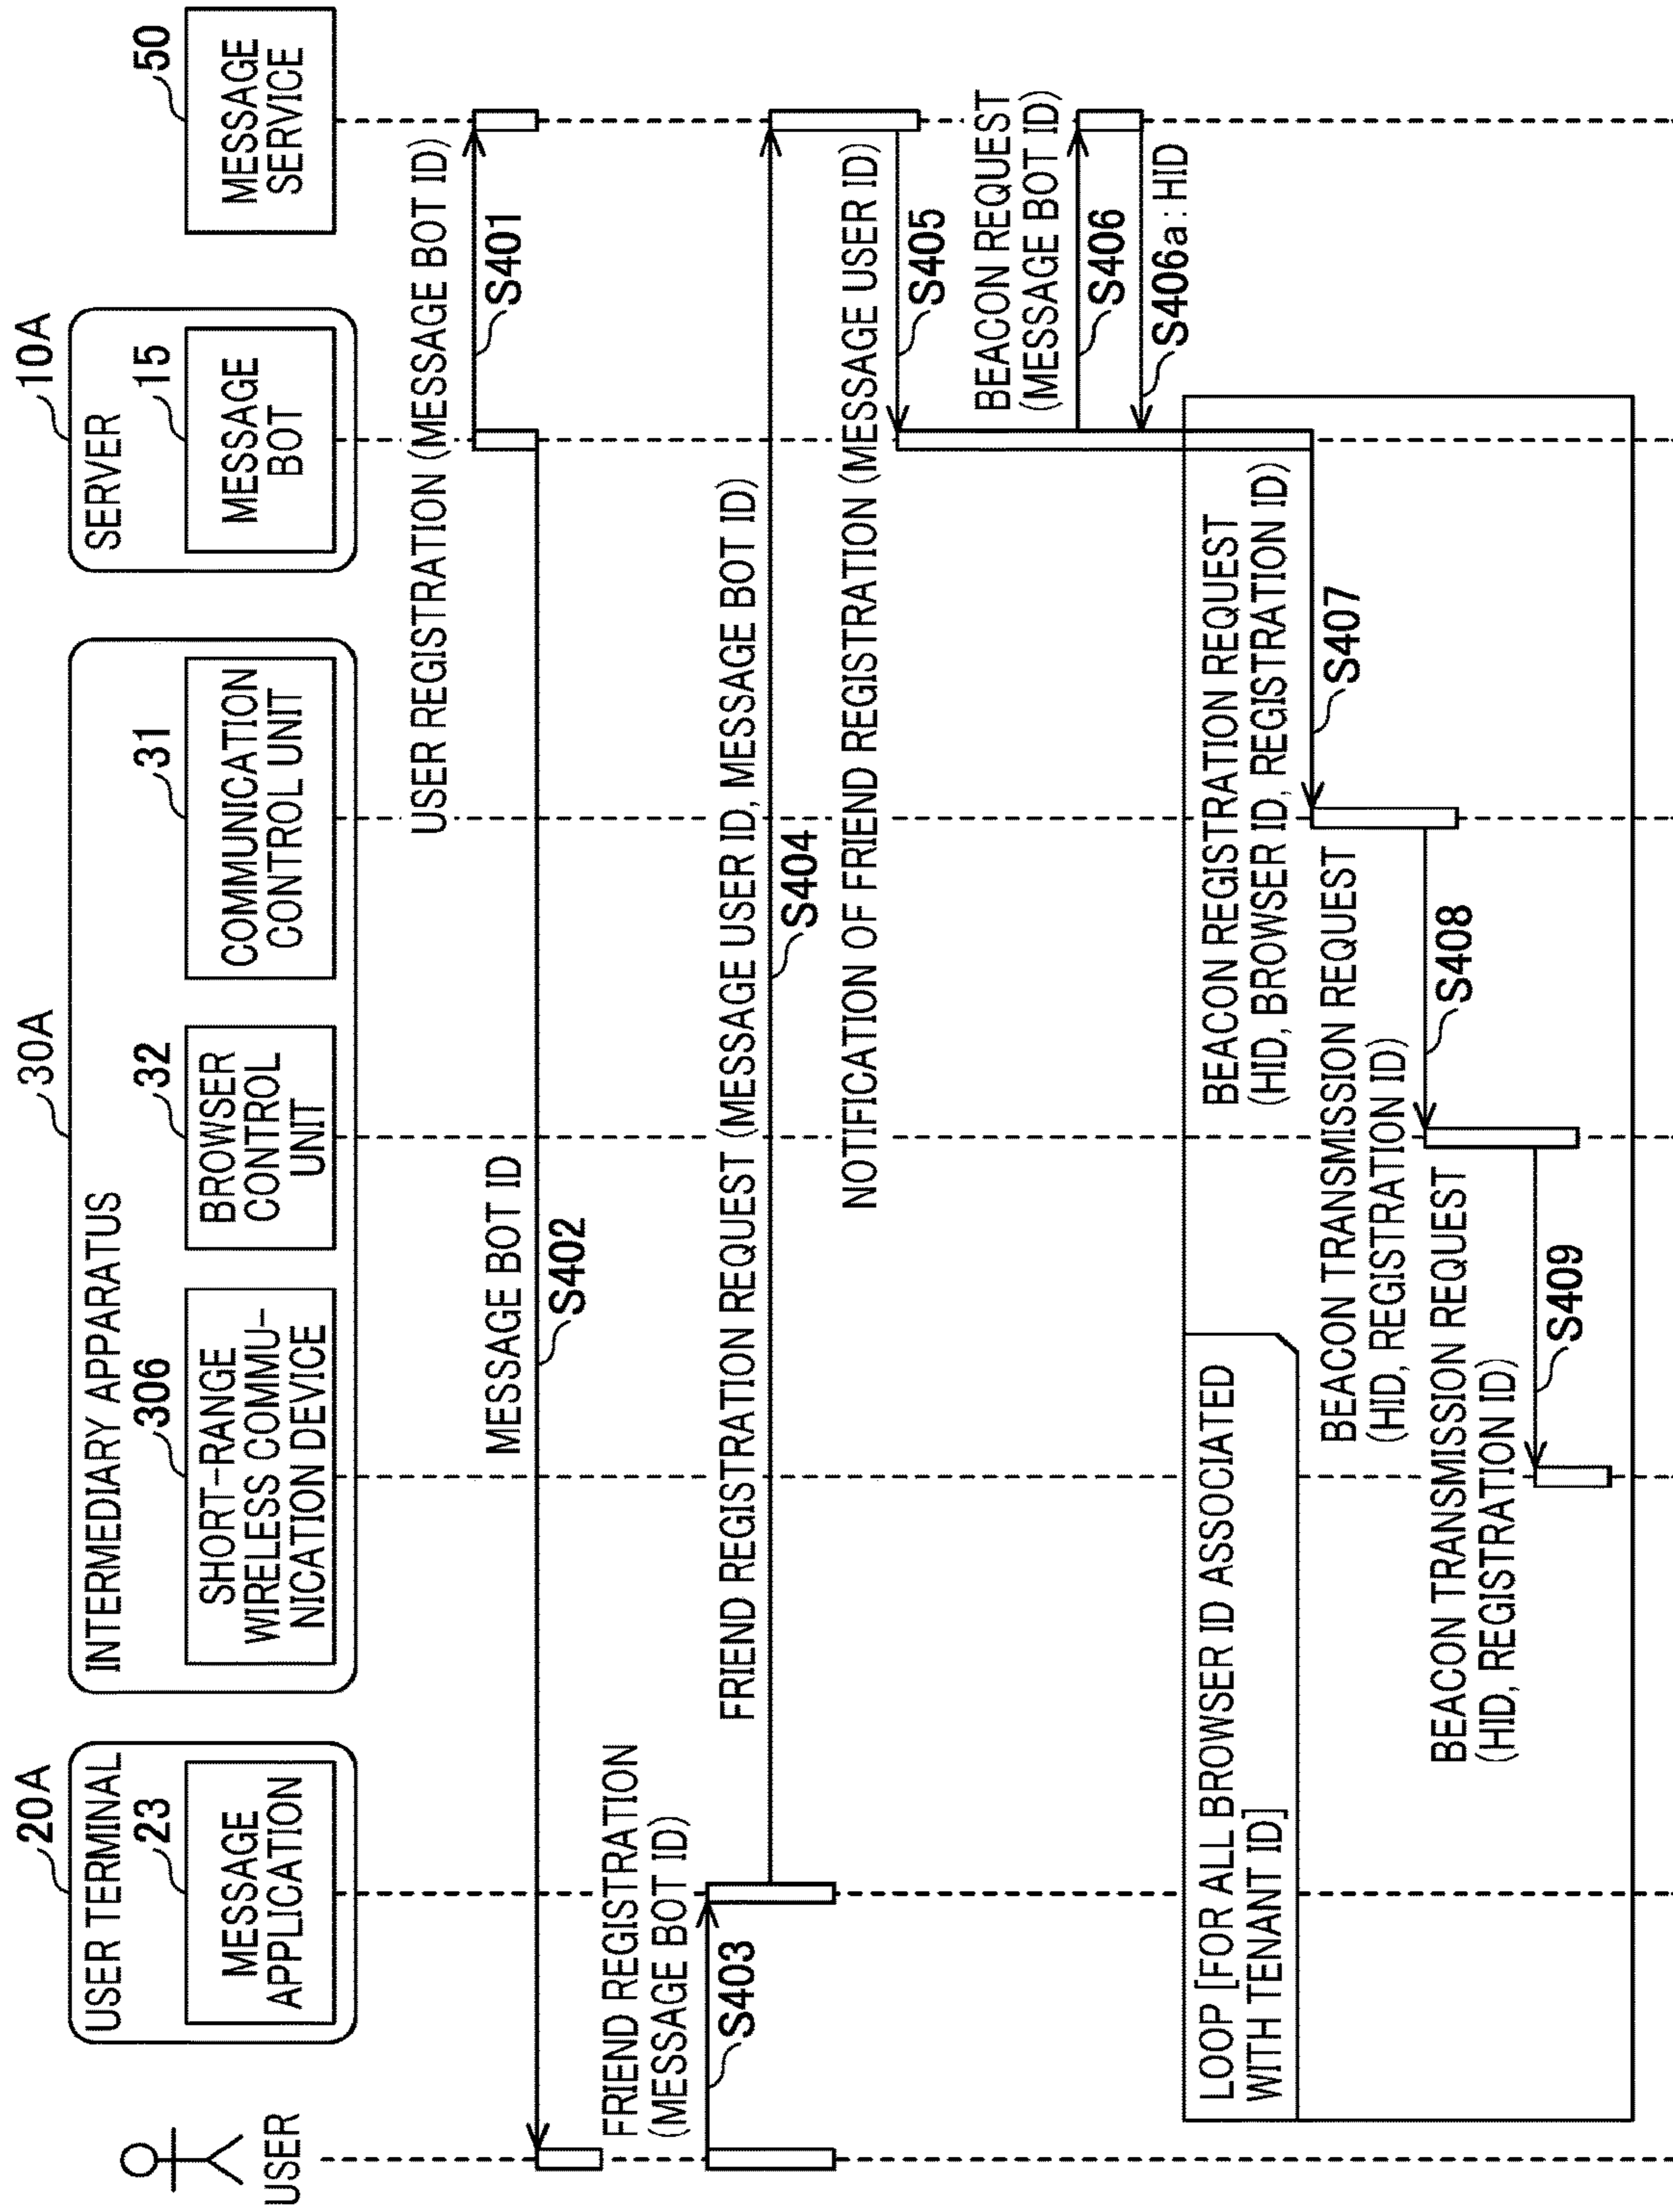 USER
USER TERMINAL
20A
23
MESSAGE
APPLICATION
INTERMEDIARY APPARATUS
30A
306
SHORT-RANGE
WIRELESS COMMU-
NICATION DEVICE
32
BROWSER
CONTROL
UNIT
31
COMMUNICATION
CONTROL UNIT
SERVER
10A
15
MESSAGE
BOT
50
MESSAGE
SERVICE
USER REGISTRATION (MESSAGE BOT ID)
S401
MESSAGE BOT ID
S402
FRIEND REGISTRATION
(MESSAGE BOT ID)
S403
FRIEND REGISTRATION REQUEST (MESSAGE USER ID, MESSAGE BOT ID)
S404
NOTIFICATION OF FRIEND REGISTRATION (MESSAGE USER ID)
S405
BEACON REQUEST
(MESSAGE BOT ID)
S406
S406a : HID
LOOP [FOR ALL BROWSER ID ASSOCIATED
WITH TENANT ID]
BEACON REGISTRATION REQUEST
(HID, BROWSER ID, REGISTRATION ID)
S407
BEACON TRANSMISSION REQUEST
(HID, REGISTRATION ID)
S408
BEACON TRANSMISSION REQUEST
(HID, REGISTRATION ID)
S409